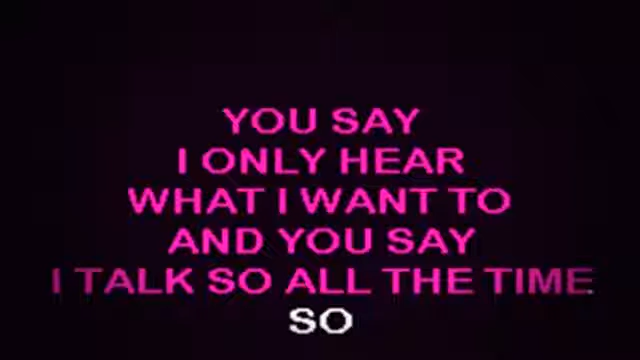 YOU SAY
I ONLY HEAR
WHAT I WANT TO
AND YOU SAY
I TALK SO ALL THE TIME
SO